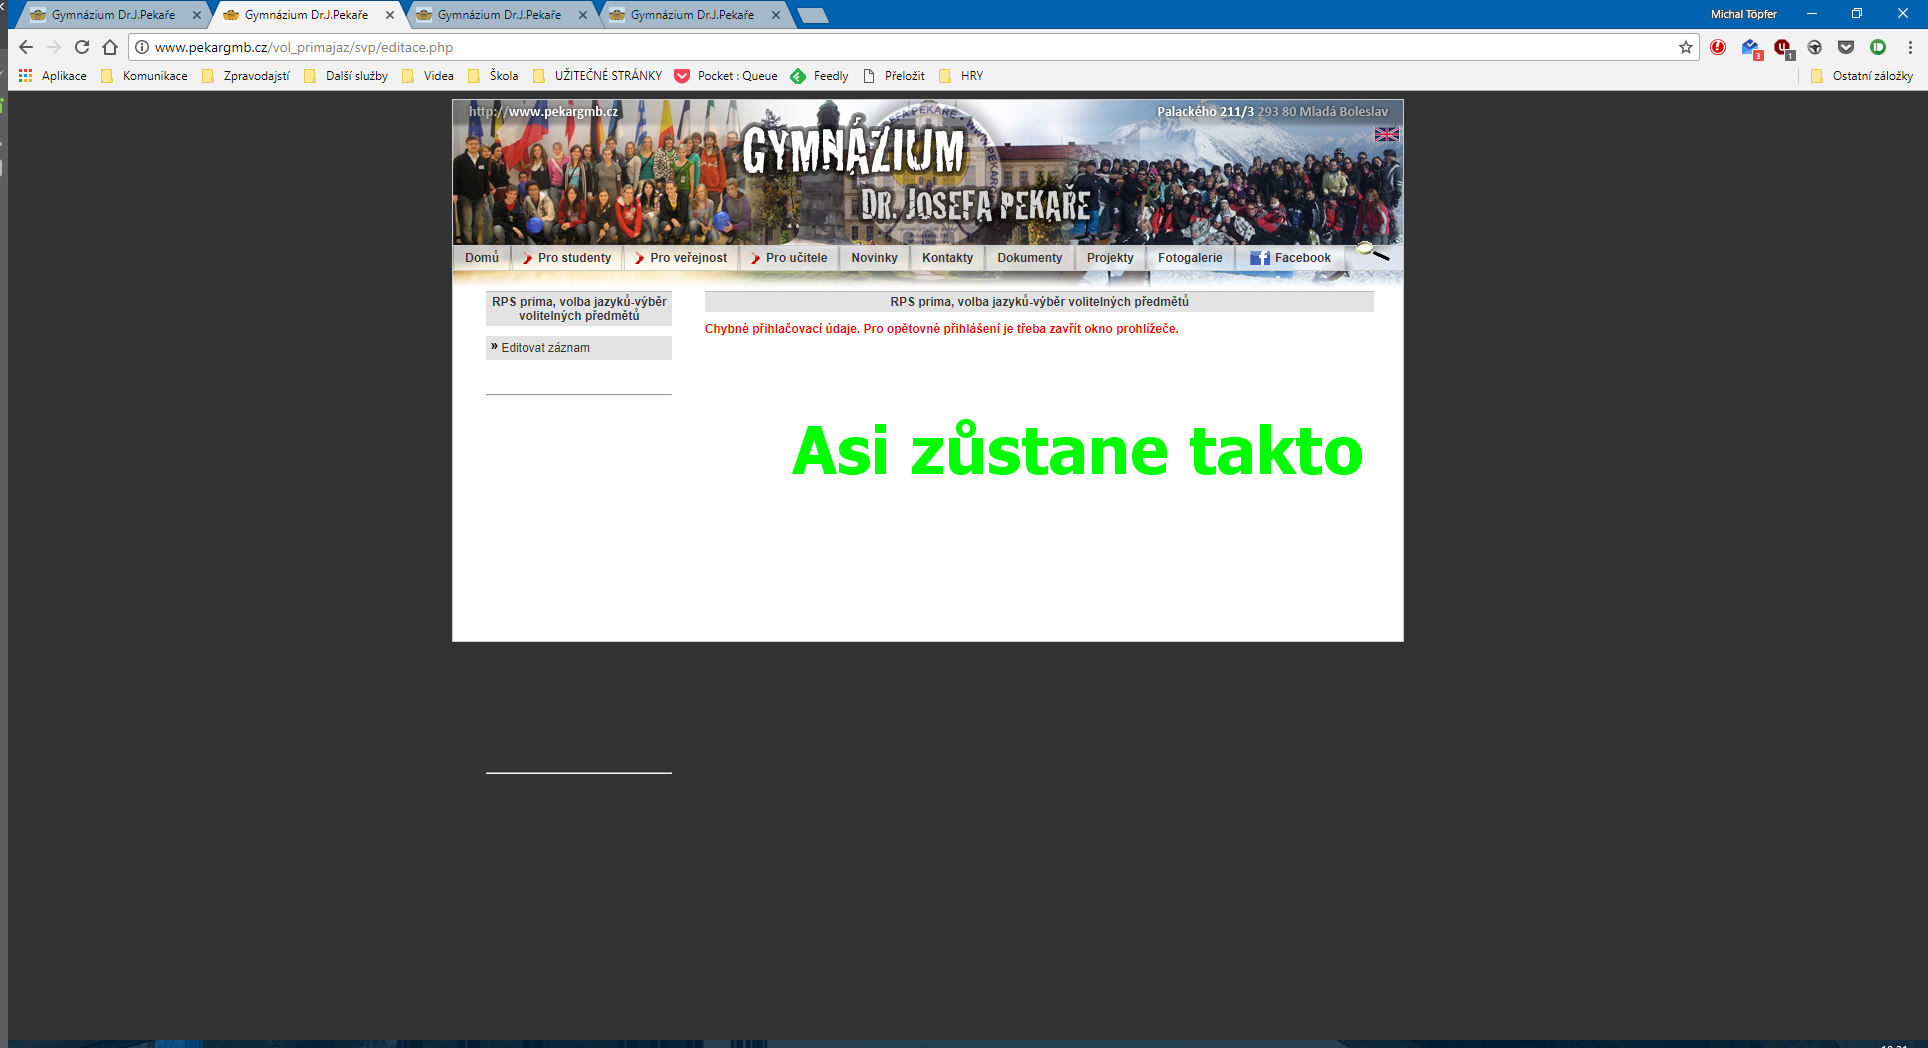 Gymnázium Dr.J.Pekaře
Gymnázium Dr.J.Pekaře
Gymnázium Dr.J.Pekaře
Gymnázium Dr.J.Pekaře
Michal Töpfer
www.pekargmb.cz/vol_primajaz/svp/editace.php
3
1
Aplikace
Komunikace
Zpravodajstí
Další služby
Videa
Škola
UŽITEČNÉ STRÁNKY
Pocket : Queue
Feedly
Přeložit
HRY
Ostatní záložky
http://www.pekargmb.cz
Palackého 211/3 293 80 Mladá Boleslav
GYMNÁZIUM
DR. JOSEFA PEKAŘE
Domů
Pro studenty
Pro veřejnost
Pro učitele
Novinky
Kontakty
Dokumenty
Projekty
Fotogalerie
Facebook
RPS prima, volba jazyků-výběr
volitelných předmětů
» Editovat záznam
RPS prima, volba jazyků-výběr volitelných předmětů
Chybné přihlačovací údaje. Pro opětovné přihlášení je třeba zavřít okno prohlížeče.
Asi zůstane takto